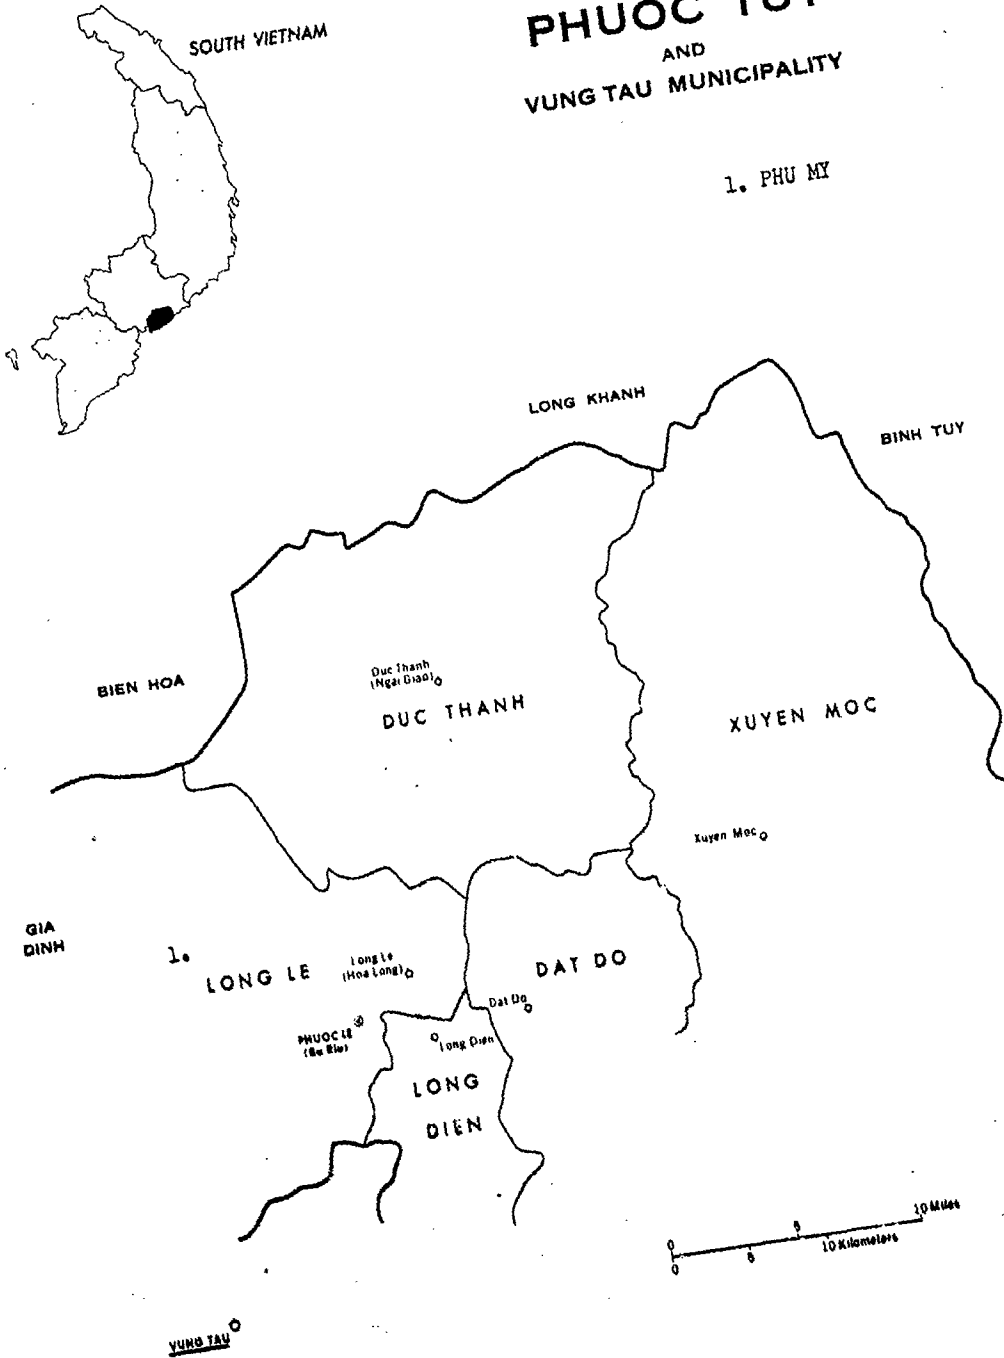 SOUTH VIETNAM
PHUOC TUY
AND
VUNG TAU MUNICIPALITY
1. PHU MY
LONG KHANH
BINH TUY
BIEN HOA
Duc Thanh
(Ngai Giao)
DUC THANH
XUYEN MOC
Xuyen Moc
GIA
DINH
1.
LONG LE
Long Le
(Hoa Long)
DAT DO
Dat Do
PHUOC LE
Long Dien
LONG
DIEN
0 5 10 Miles
0 5 10 Kilometers
VUNG TAU